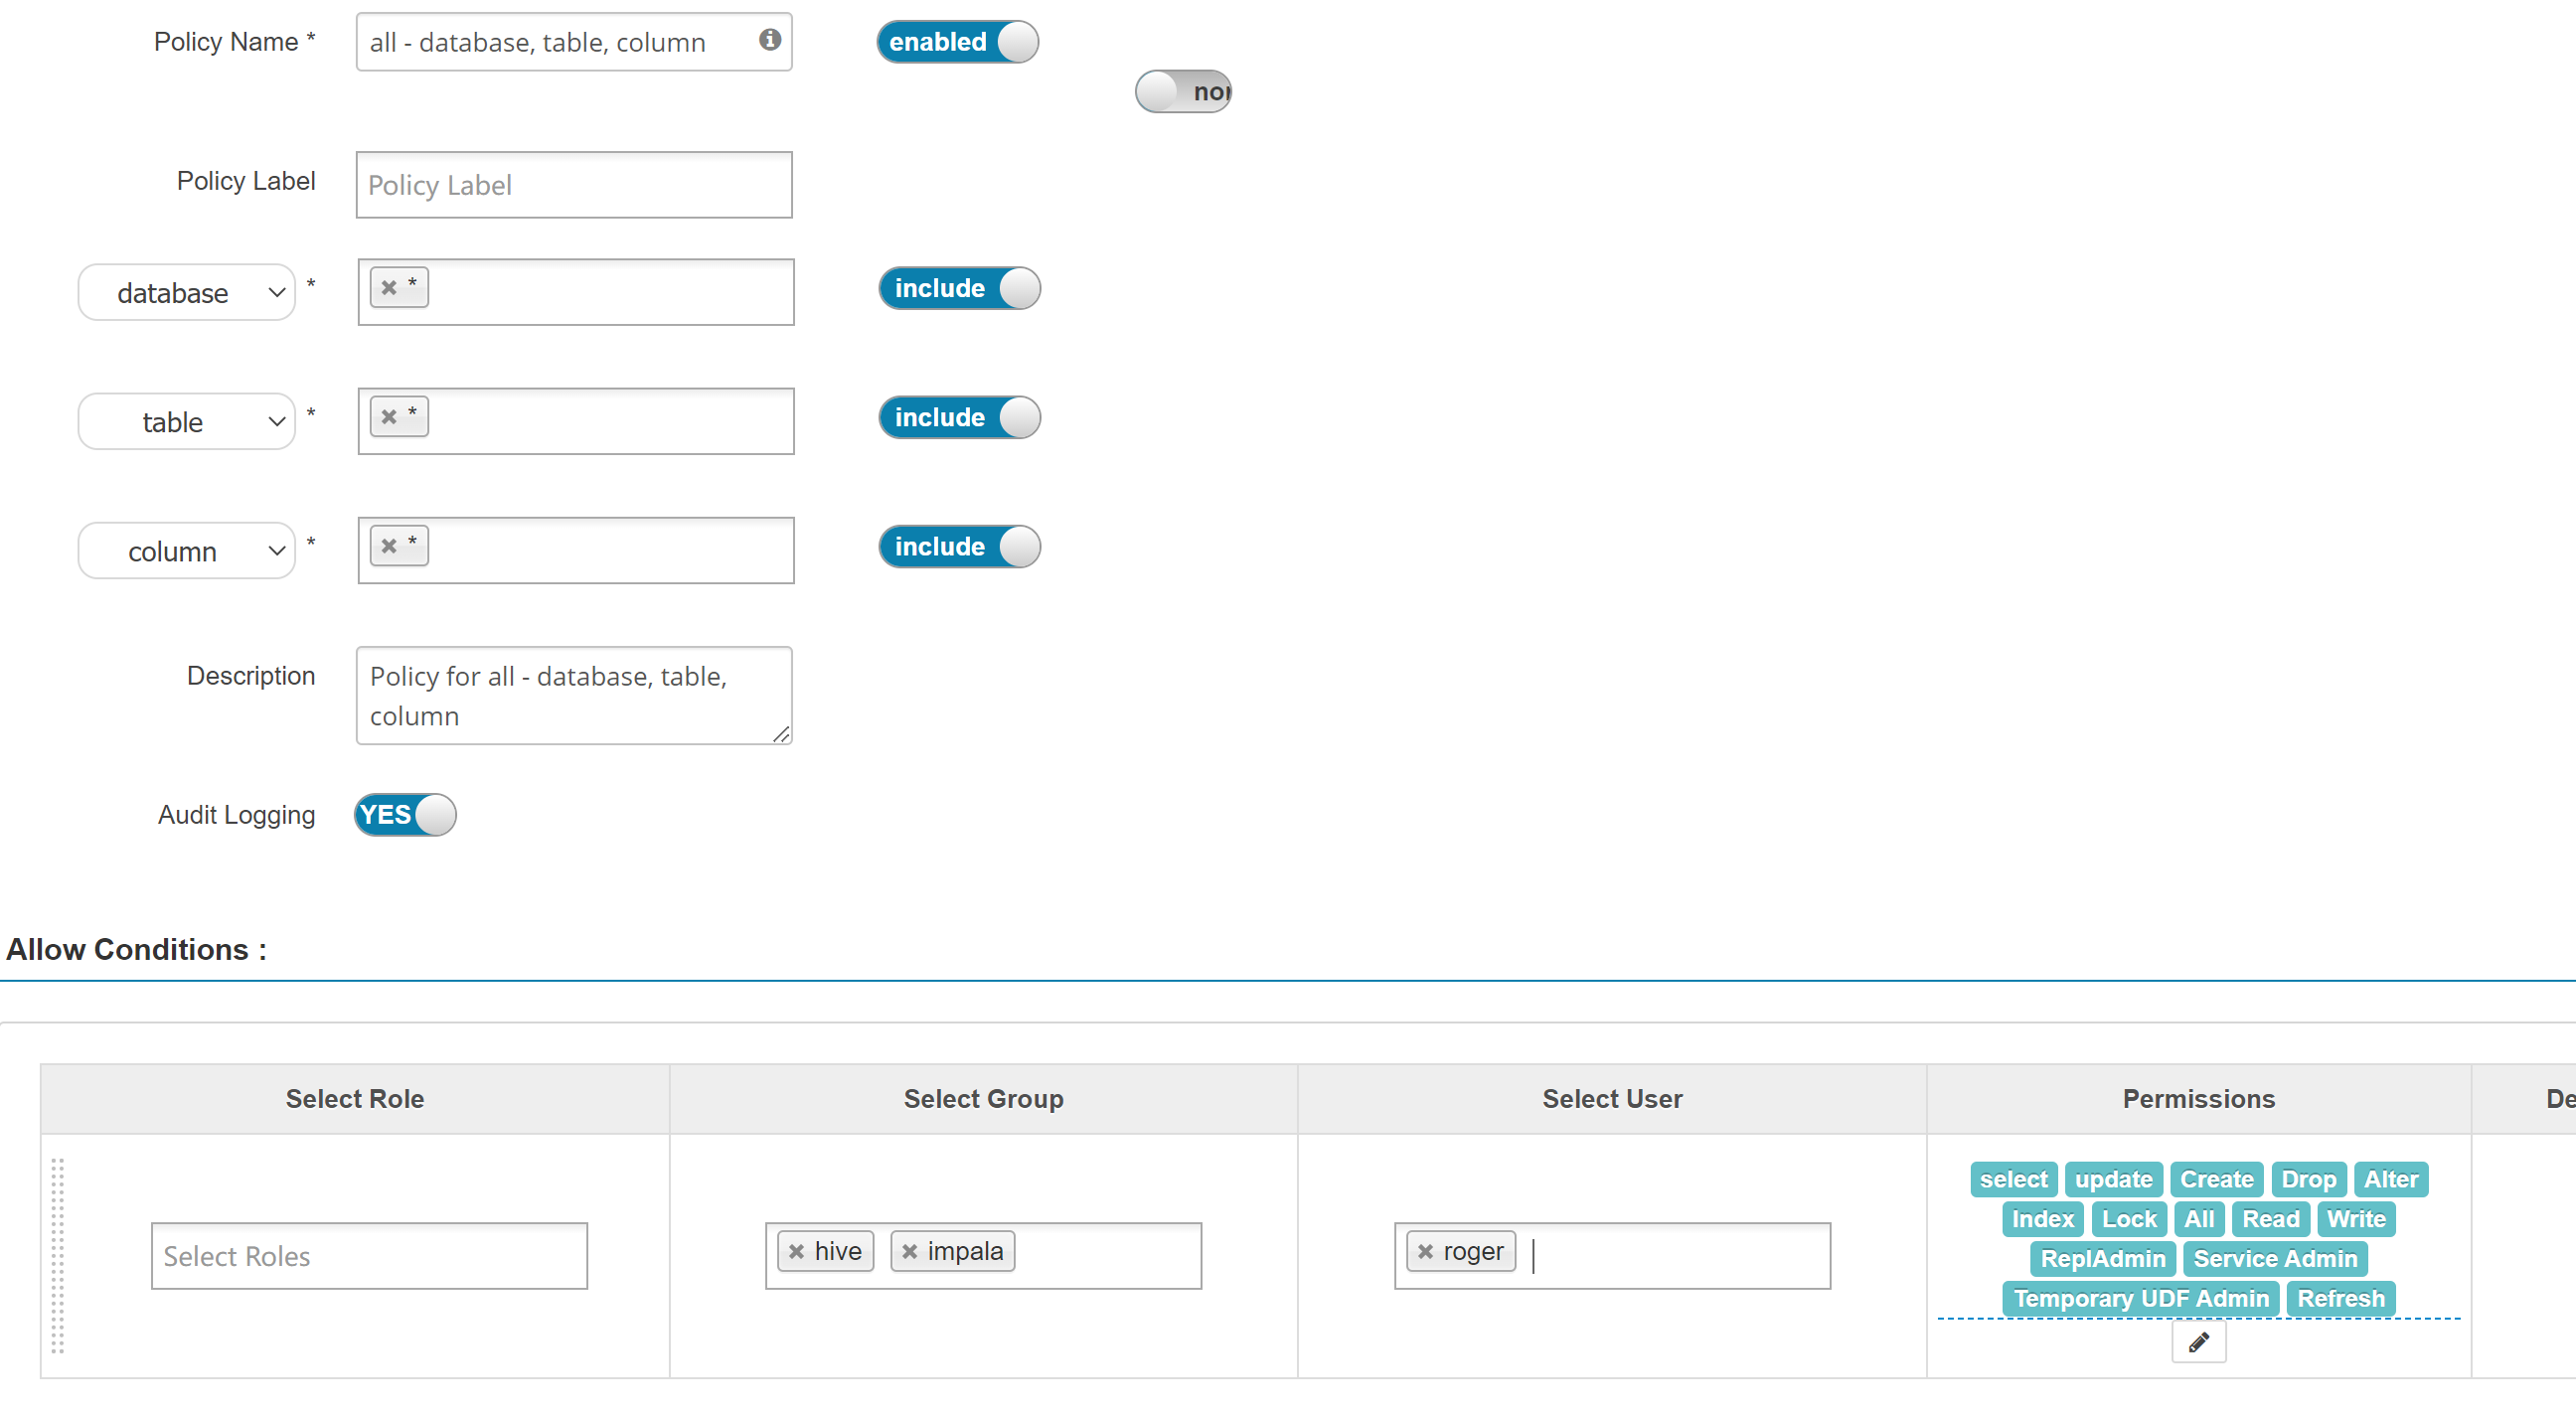 Policy Name * all - database, table, column enabled
nor
Policy Label Policy Label
database * * include
table * * include
column * * include
Description Policy for all - database, table,
column
Audit Logging YES
Allow Conditions :
Select Role Select Group Select User Permissions De
select update Create Drop Alter
Index Lock All Read Write
Select Roles hive impala roger
ReplAdmin Service Admin
Temporary UDF Admin Refresh